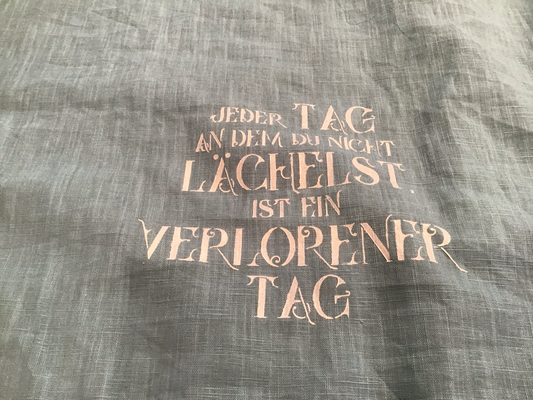 JEDER TAG
AN DEM DU NICHT
LÄCHELST,
IST EIN
VERLORENER
TAG